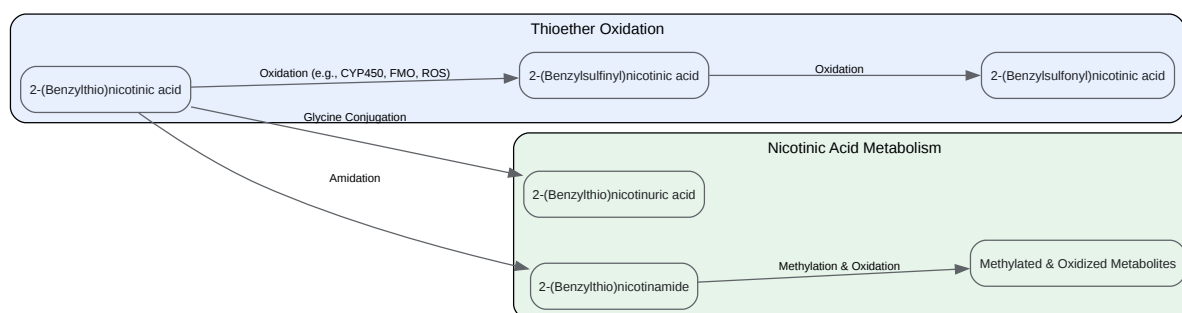 Thioether Oxidation
2-(Benzylthio)nicotinic acid
Oxidation (e.g., CYP450, FMO, ROS)
2-(Benzylsulfinyl)nicotinic acid
Oxidation
2-(Benzylsulfonyl)nicotinic acid
Glycine Conjugation
Nicotinic Acid Metabolism
Amidation
2-(Benzylthio)nicotinuric acid
2-(Benzylthio)nicotinamide
Methylation & Oxidation
Methylated & Oxidized Metabolites